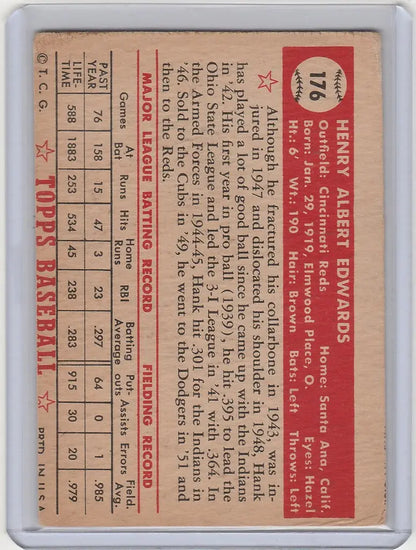 176
HENRY ALBERT EDWARDS
Outfield: Cincinnati Reds Home: Santa Ana, Calif.
Born: Jan. 29, 1919, Elmwood Place, O. Eyes: Hazel
Ht.: 6' Wt.: 190 Hair: Brown Bats: Left Throws: Left
Although he fractured his collarbone in 1943, was in-
jured in 1947 and dislocated his shoulder in 1948, Hank
has played a lot of good ball since he came up with the Indians
in '42. His first year in pro ball (1939), he hit .395 to lead the
Ohio State League and led the 3-I League in '41 with .364. In
the Armed Forces in 1944-45, Hank hit .301 for the Indians in
'46. Sold to the Cubs in '49, he went to the Dodgers in '51 and
then to the Reds.
MAJOR LEAGUE BATTING RECORD FIELDING RECORD
Games At Bat Runs Hits Home Runs RBI Batting Average Put-outs Assists Errors Field. Avg.
PAST YEAR 76 158 15 47 3 23 .297 64 0 1 .985
LIFE-TIME 588 1883 253 534 45 238 .283 915 30 20 .979
© T. C. G. TOPPS BASEBALL PRTD. IN U.S.A.